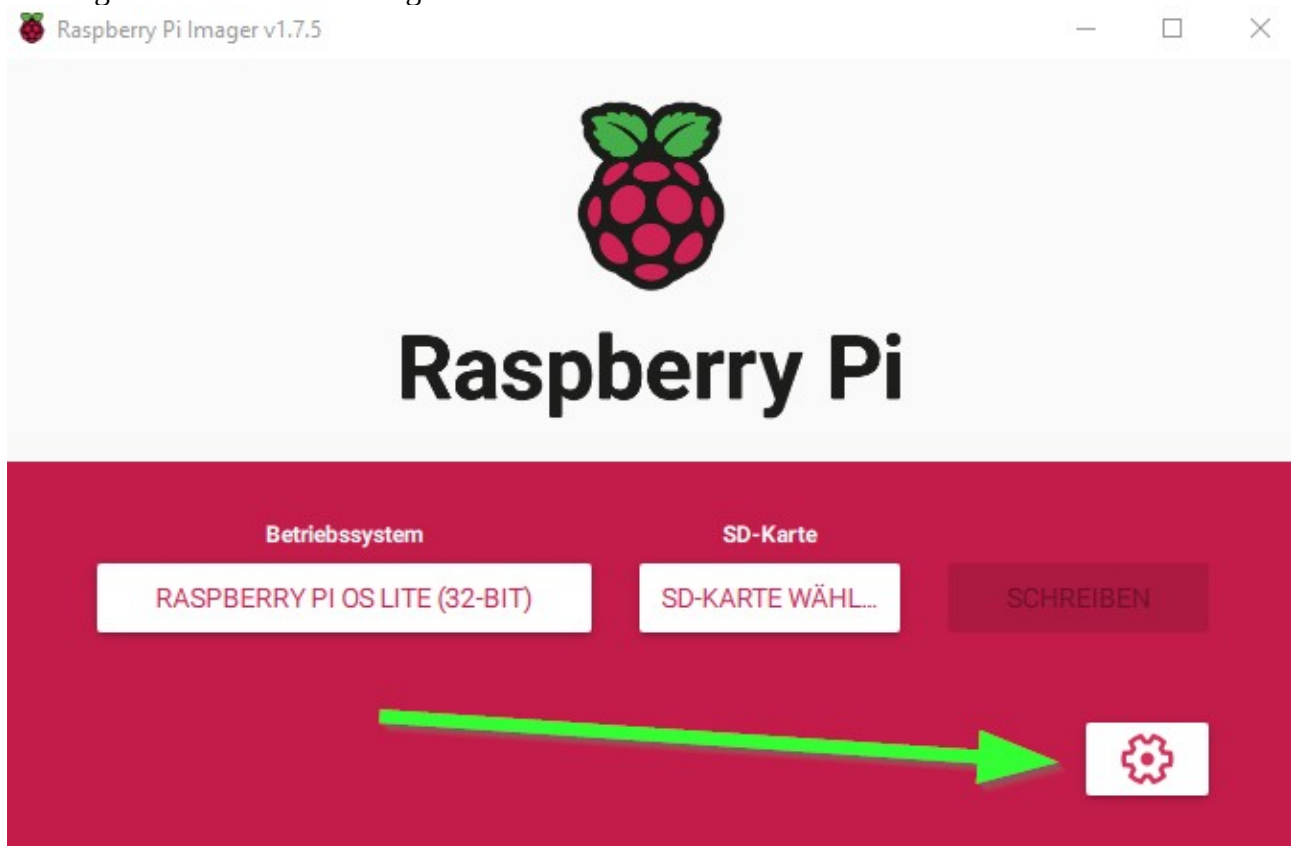 Raspberry Pi Imager v1.7.5
Raspberry Pi
Betriebssystem
SD-Karte
RASPBERRY PI OS LITE (32-BIT)
SD-KARTE WÄHL...
SCHREIBEN